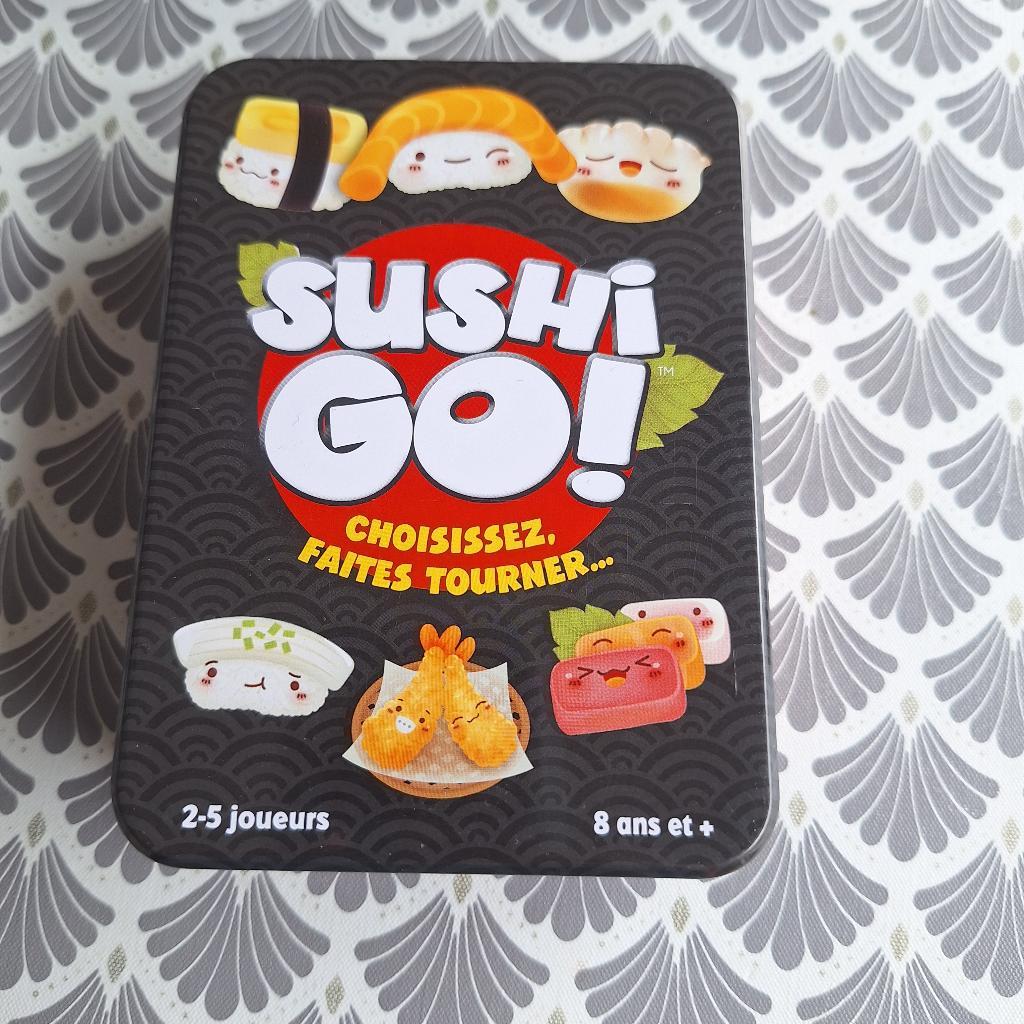 SUSHi
GO!
TM
CHOISISSEZ,
FAITES TOURNER...
2-5 joueurs
8 ans et +